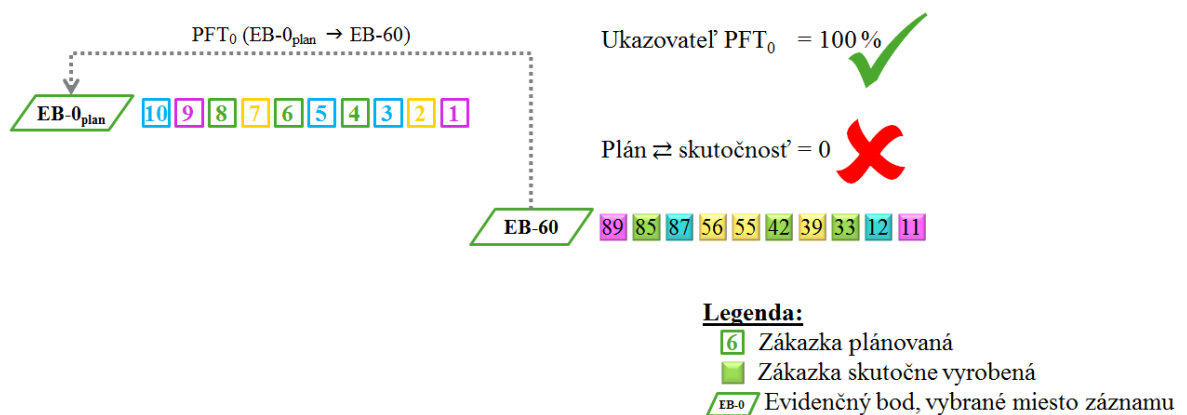 PFT₀ (EB-0plan → EB-60)
Ukazovateľ PFT₀ = 100 %
EB-0plan 10 9 8 7 6 5 4 3 2 1
Plán ⇄ skutočnosť = 0
EB-60 89 85 87 56 55 42 39 33 12 11
Legenda:
6 Zákazka plánovaná
Zákazka skutočne vyrobená
EB-0 Evidenčný bod, vybrané miesto záznamu